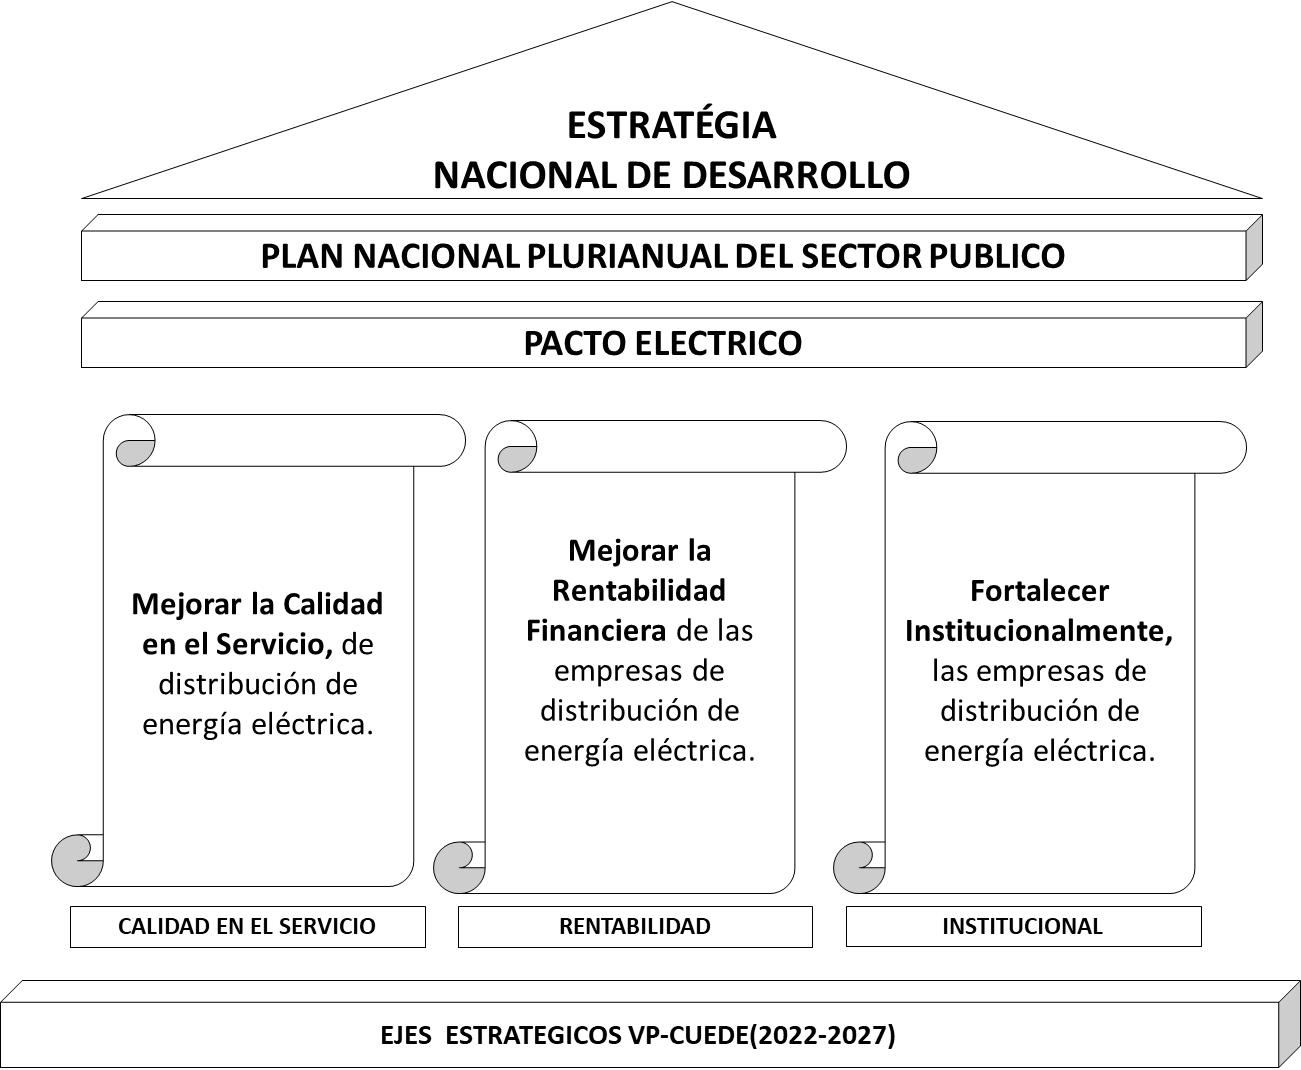 ESTRATÉGIA
NACIONAL DE DESARROLLO
PLAN NACIONAL PLURIANUAL DEL SECTOR PUBLICO
PACTO ELECTRICO
Mejorar la Calidad
en el Servicio, de
distribución de
energía eléctrica.
Mejorar la
Rentabilidad
Financiera de las
empresas de
distribución de
energía eléctrica.
Fortalecer
Institucionalmente,
las empresas de
distribución de
energía eléctrica.
CALIDAD EN EL SERVICIO
RENTABILIDAD
INSTITUCIONAL
EJES  ESTRATEGICOS VP-CUEDE(2022-2027)